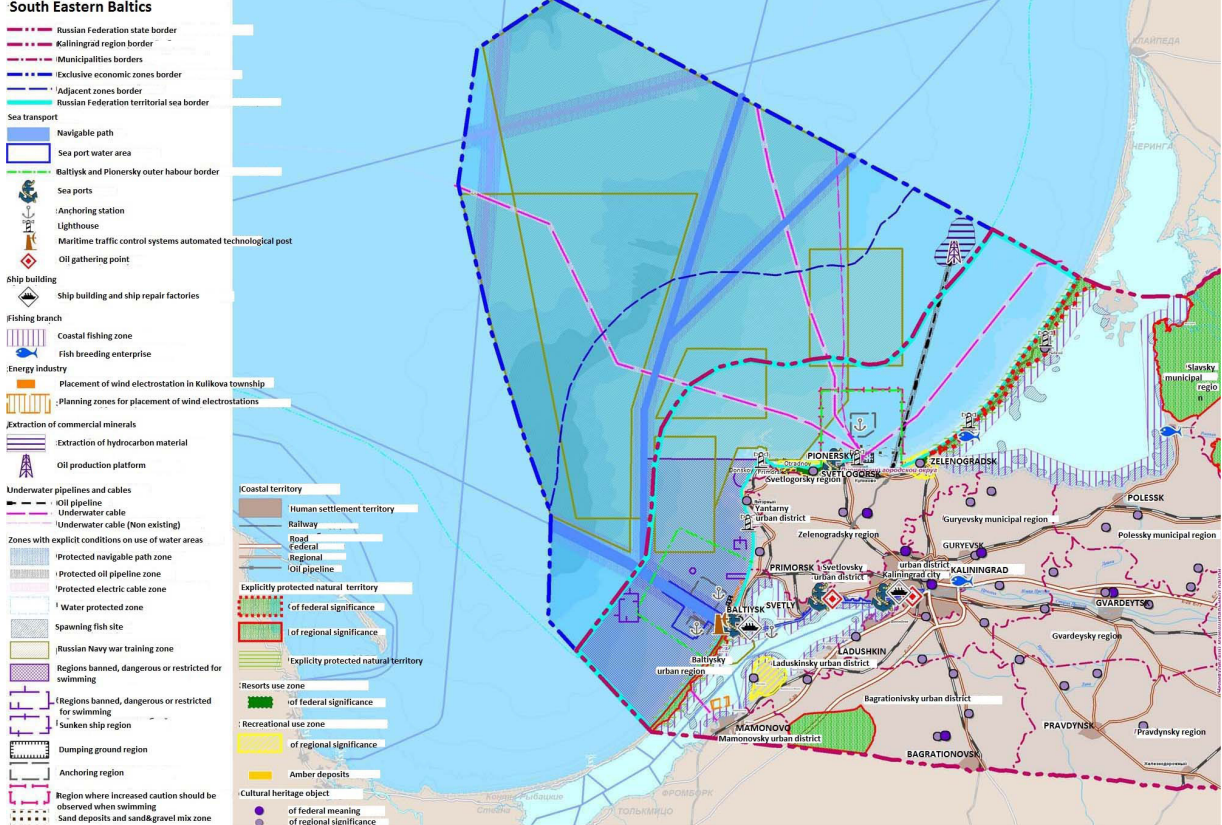 South Eastern Baltics
Russian Federation state border
Kaliningrad region border
Municipalities borders
Exclusive economic zones border
Adjacent zones border
Russian Federation territorial sea border
Sea transport
Navigable path
Sea port water area
Baltiysk and Pionersky outer habour border
Sea ports
Anchoring station
Lighthouse
Maritime traffic control systems automated technological post
Oil gathering point
Ship building
Ship building and ship repair factories
Fishing branch
Coastal fishing zone
Fish breeding enterprise
Energy industry
Placement of wind electrostation in Kulikova township
Planning zones for placement of wind electrostations
Extraction of commercial minerals
Extraction of hydrocarbon material
Oil production platform
Underwater pipelines and cables
Oil pipeline
Underwater cable
Underwater cable (Non existing)
Zones with explicit conditions on use of water areas
Protected navigable path zone
Protected oil pipeline zone
Protected electric cable zone
Water protected zone
Spawning fish site
Russian Navy war training zone
Regions banned, dangerous or restricted for
swimming
Regions banned, dangerous or restricted
for swimming
Sunken ship region
Dumping ground region
Anchoring region
Region where increased caution should be
observed when swimming
Sand deposits and sand&gravel mix zone
Coastal territory
Human settlement territory
Railway
Road
Federal
Regional
Oil pipeline
Explicitly protected natural territory
of federal significance
of regional significance
Explicity protected natural territory
Resorts use zone
of federal significance
Recreational use zone
of regional significance
Amber deposits
Cultural heritage object
of federal meaning
of regional significance
КЛАЙПЕДА
НЕРИНГА
Slavsky
municipal
regio
n
PIONERSKY
SVETLOGORSK
ZELENOGRADSK
Donskoy
Primorye
Otradnoy
Svetlogorsky region
городской округ
Yantarny
urban district
Zelenogradsky region
POLESSK
Guryevsky municipal region
Polessky municipal region
GURYEVSK
PRIMORSK
Svetlovsky
urban district
urban district
Kaliningrad city
KALININGRAD
BALTIYSK
SVETLY
GVARDEYTSK
Gvardeysky region
LADUSHKIN
Baltiysky
urban region
Laduskinsky urban district
Bagrationivsky urban district
MAMONOVO
Mamonovsky urban district
PRAVDYNSK
Pravdynsky region
BAGRATIONOVSK
Железнодорожный
ФРОМБОРК
ТОЛЬКМИЦО